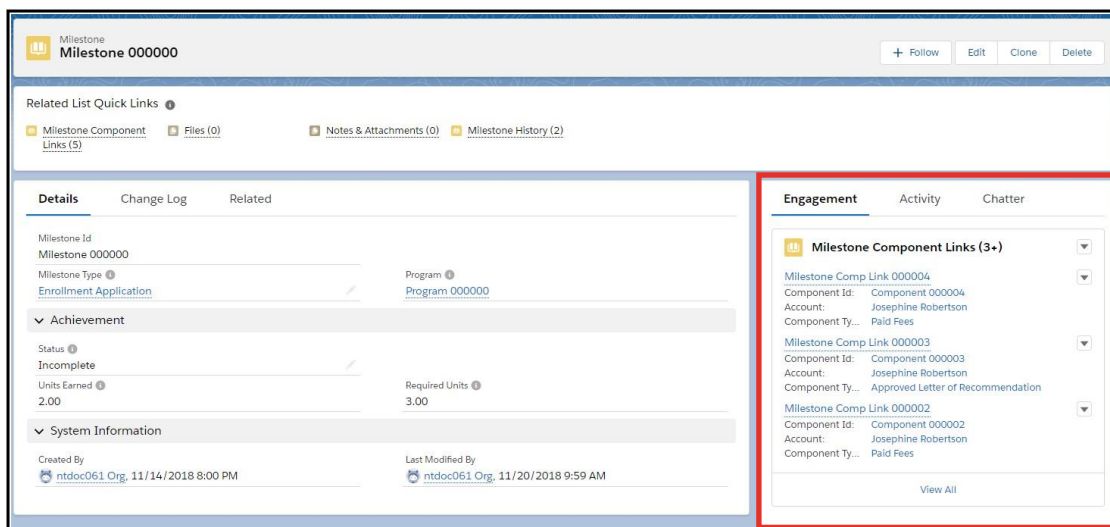 Milestone
Milestone 000000
+ Follow
Edit
Clone
Delete
Related List Quick Links
Milestone Component
Links (5)
Files (0)
Notes & Attachments (0)
Milestone History (2)
Details
Change Log
Related
Milestone Id
Milestone 000000
Milestone Type
Enrollment Application
Program
Program 000000
Achievement
Status
Incomplete
Units Earned
2.00
Required Units
3.00
System Information
Created By
ntdoc061 Org, 11/14/2018 8:00 PM
Last Modified By
ntdoc061 Org, 11/20/2018 9:59 AM
Engagement
Activity
Chatter
Milestone Component Links (3+)
Milestone Comp Link 000004
Component Id: Component 000004
Account: Josephine Robertson
Component Ty... Paid Fees
Milestone Comp Link 000003
Component Id: Component 000003
Account: Josephine Robertson
Component Ty... Approved Letter of Recommendation
Milestone Comp Link 000002
Component Id: Component 000002
Account: Josephine Robertson
Component Ty... Paid Fees
View All